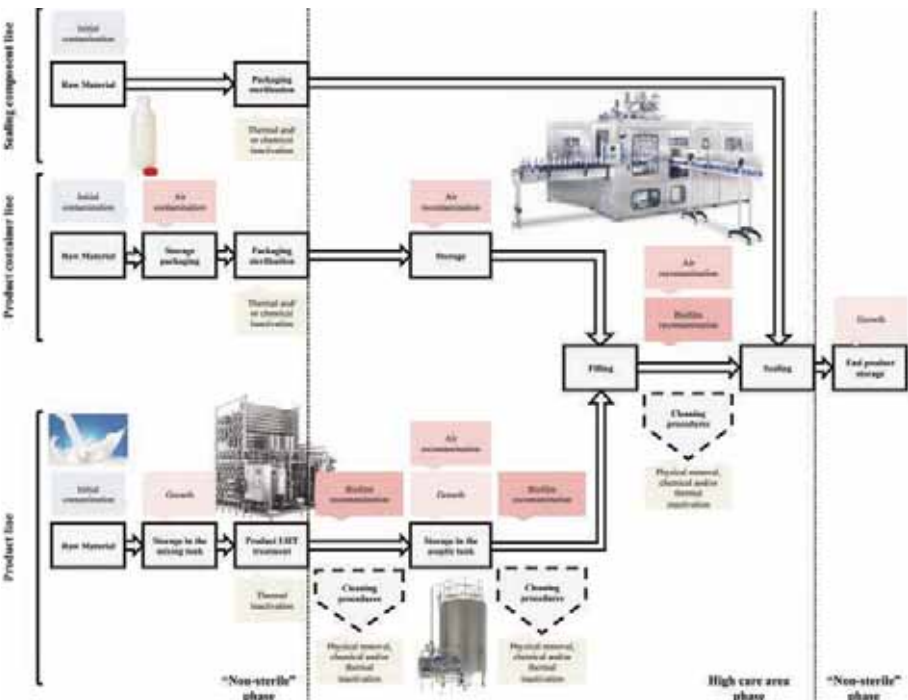 Sealing component line
Initial
contamination
Raw Material
Packaging
sterilisation
Thermal and/
or chemical
inactivation
Product container line
Initial
contamination
Air
contamination
Air
recontamination
Raw Material
Storage
packaging
Packaging
sterilisation
Storage
Thermal and/
or chemical
inactivation
Air
recontamination
Biofilm
recontamination
Growth
Filling
Sealing
End product
storage
Cleaning
procedures
Physical removal,
chemical and/or
thermal
inactivation
Product line
Air
recontamination
Initial
contamination
Growth
Biofilm
recontamination
Growth
Biofilm
recontamination
Raw Material
Storage in the
mixing tank
Product UHT
treatment
Storage in the
aseptic tank
Thermal
inactivation
Cleaning
procedures
Cleaning
procedures
Physical removal,
chemical and/or
thermal
inactivation
Physical removal,
chemical and/or
thermal
inactivation
"Non-sterile"
phase
High care area
phase
"Non-sterile"
phase